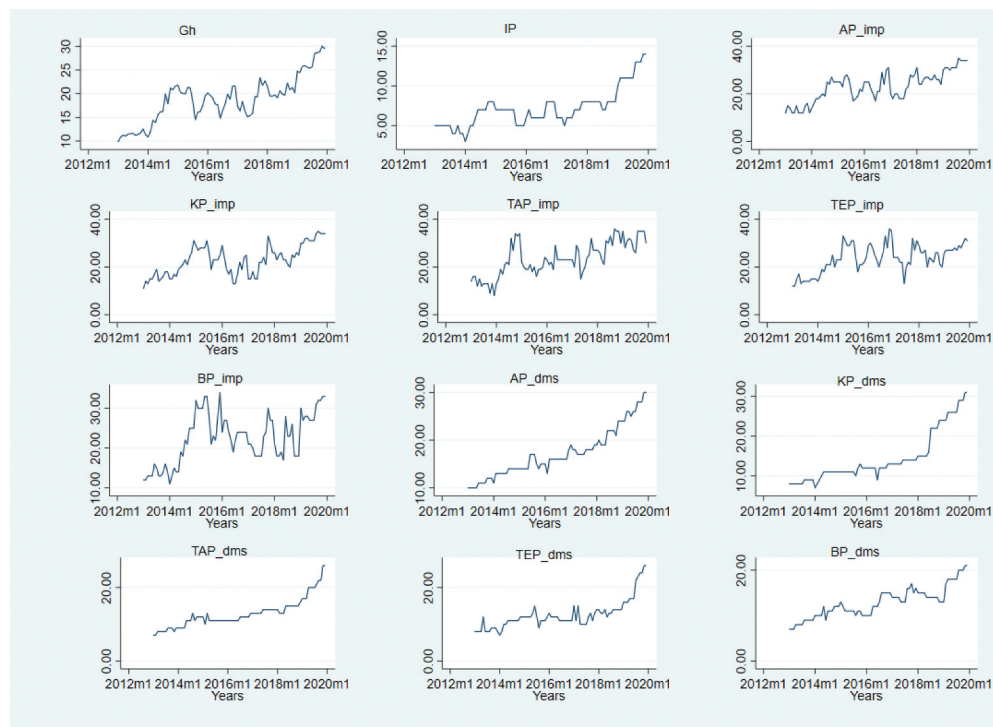 Gh
10 15 20 25 30
2012m1 2014m1 2016m1 2018m1 2020m1
Years
IP
5.00 10.00 15.00
2012m1 2014m1 2016m1 2018m1 2020m1
Years
AP_imp
0.00 20.00 40.00
2012m1 2014m1 2016m1 2018m1 2020m1
Years
KP_imp
0.00 20.00 40.00
2012m1 2014m1 2016m1 2018m1 2020m1
Years
TAP_imp
0.00 20.00 40.00
2012m1 2014m1 2016m1 2018m1 2020m1
Years
TEP_imp
0.00 20.00 40.00
2012m1 2014m1 2016m1 2018m1 2020m1
Years
BP_imp
10.00 20.00 30.00
2012m1 2014m1 2016m1 2018m1 2020m1
Years
AP_dms
10.00 20.00 30.00
2012m1 2014m1 2016m1 2018m1 2020m1
Years
KP_dms
10.00 20.00 30.00
2012m1 2014m1 2016m1 2018m1 2020m1
Years
TAP_dms
0.00 20.00
2012m1 2014m1 2016m1 2018m1 2020m1
Years
TEP_dms
0.00 20.00
2012m1 2014m1 2016m1 2018m1 2020m1
Years
BP_dms
0.00 20.00
2012m1 2014m1 2016m1 2018m1 2020m1
Years